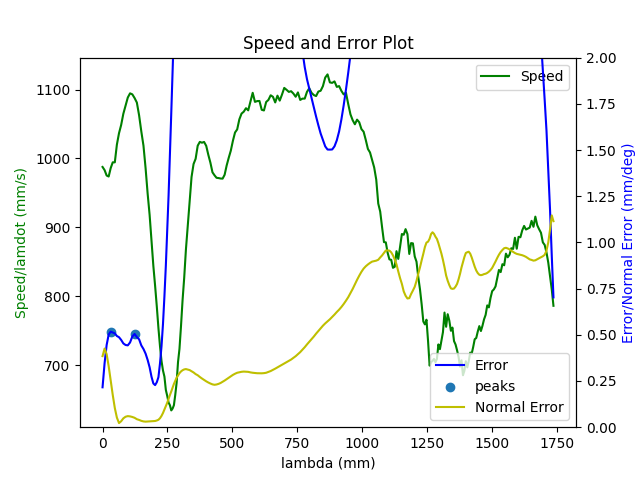 Speed and Error Plot
Speed/lamdot (mm/s)
1100
1000
900
800
700
Speed
2.00
1.75
1.50
1.25
1.00
0.75
0.50
0.25
0.00
Error/Normal Error (mm/deg)
Error
peaks
Normal Error
0 250 500 750 1000 1250 1500 1750
lambda (mm)